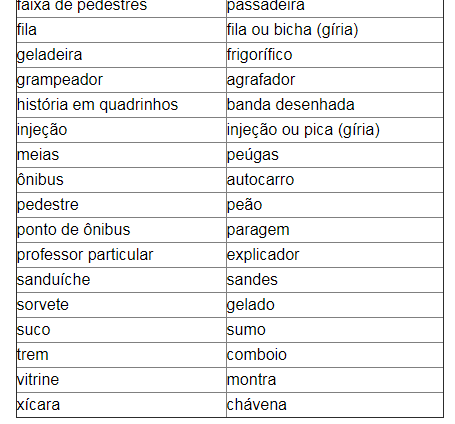 faixa de pedestres passadeira
fila fila ou bicha (gíria)
geladeira frigorífico
grampeador agrafador
história em quadrinhos banda desenhada
injeção injeção ou pica (gíria)
meias peúgas
ônibus autocarro
pedestre peão
ponto de ônibus paragem
professor particular explicador
sanduíche sandes
sorvete gelado
suco sumo
trem comboio
vitrine montra
xícara chávena